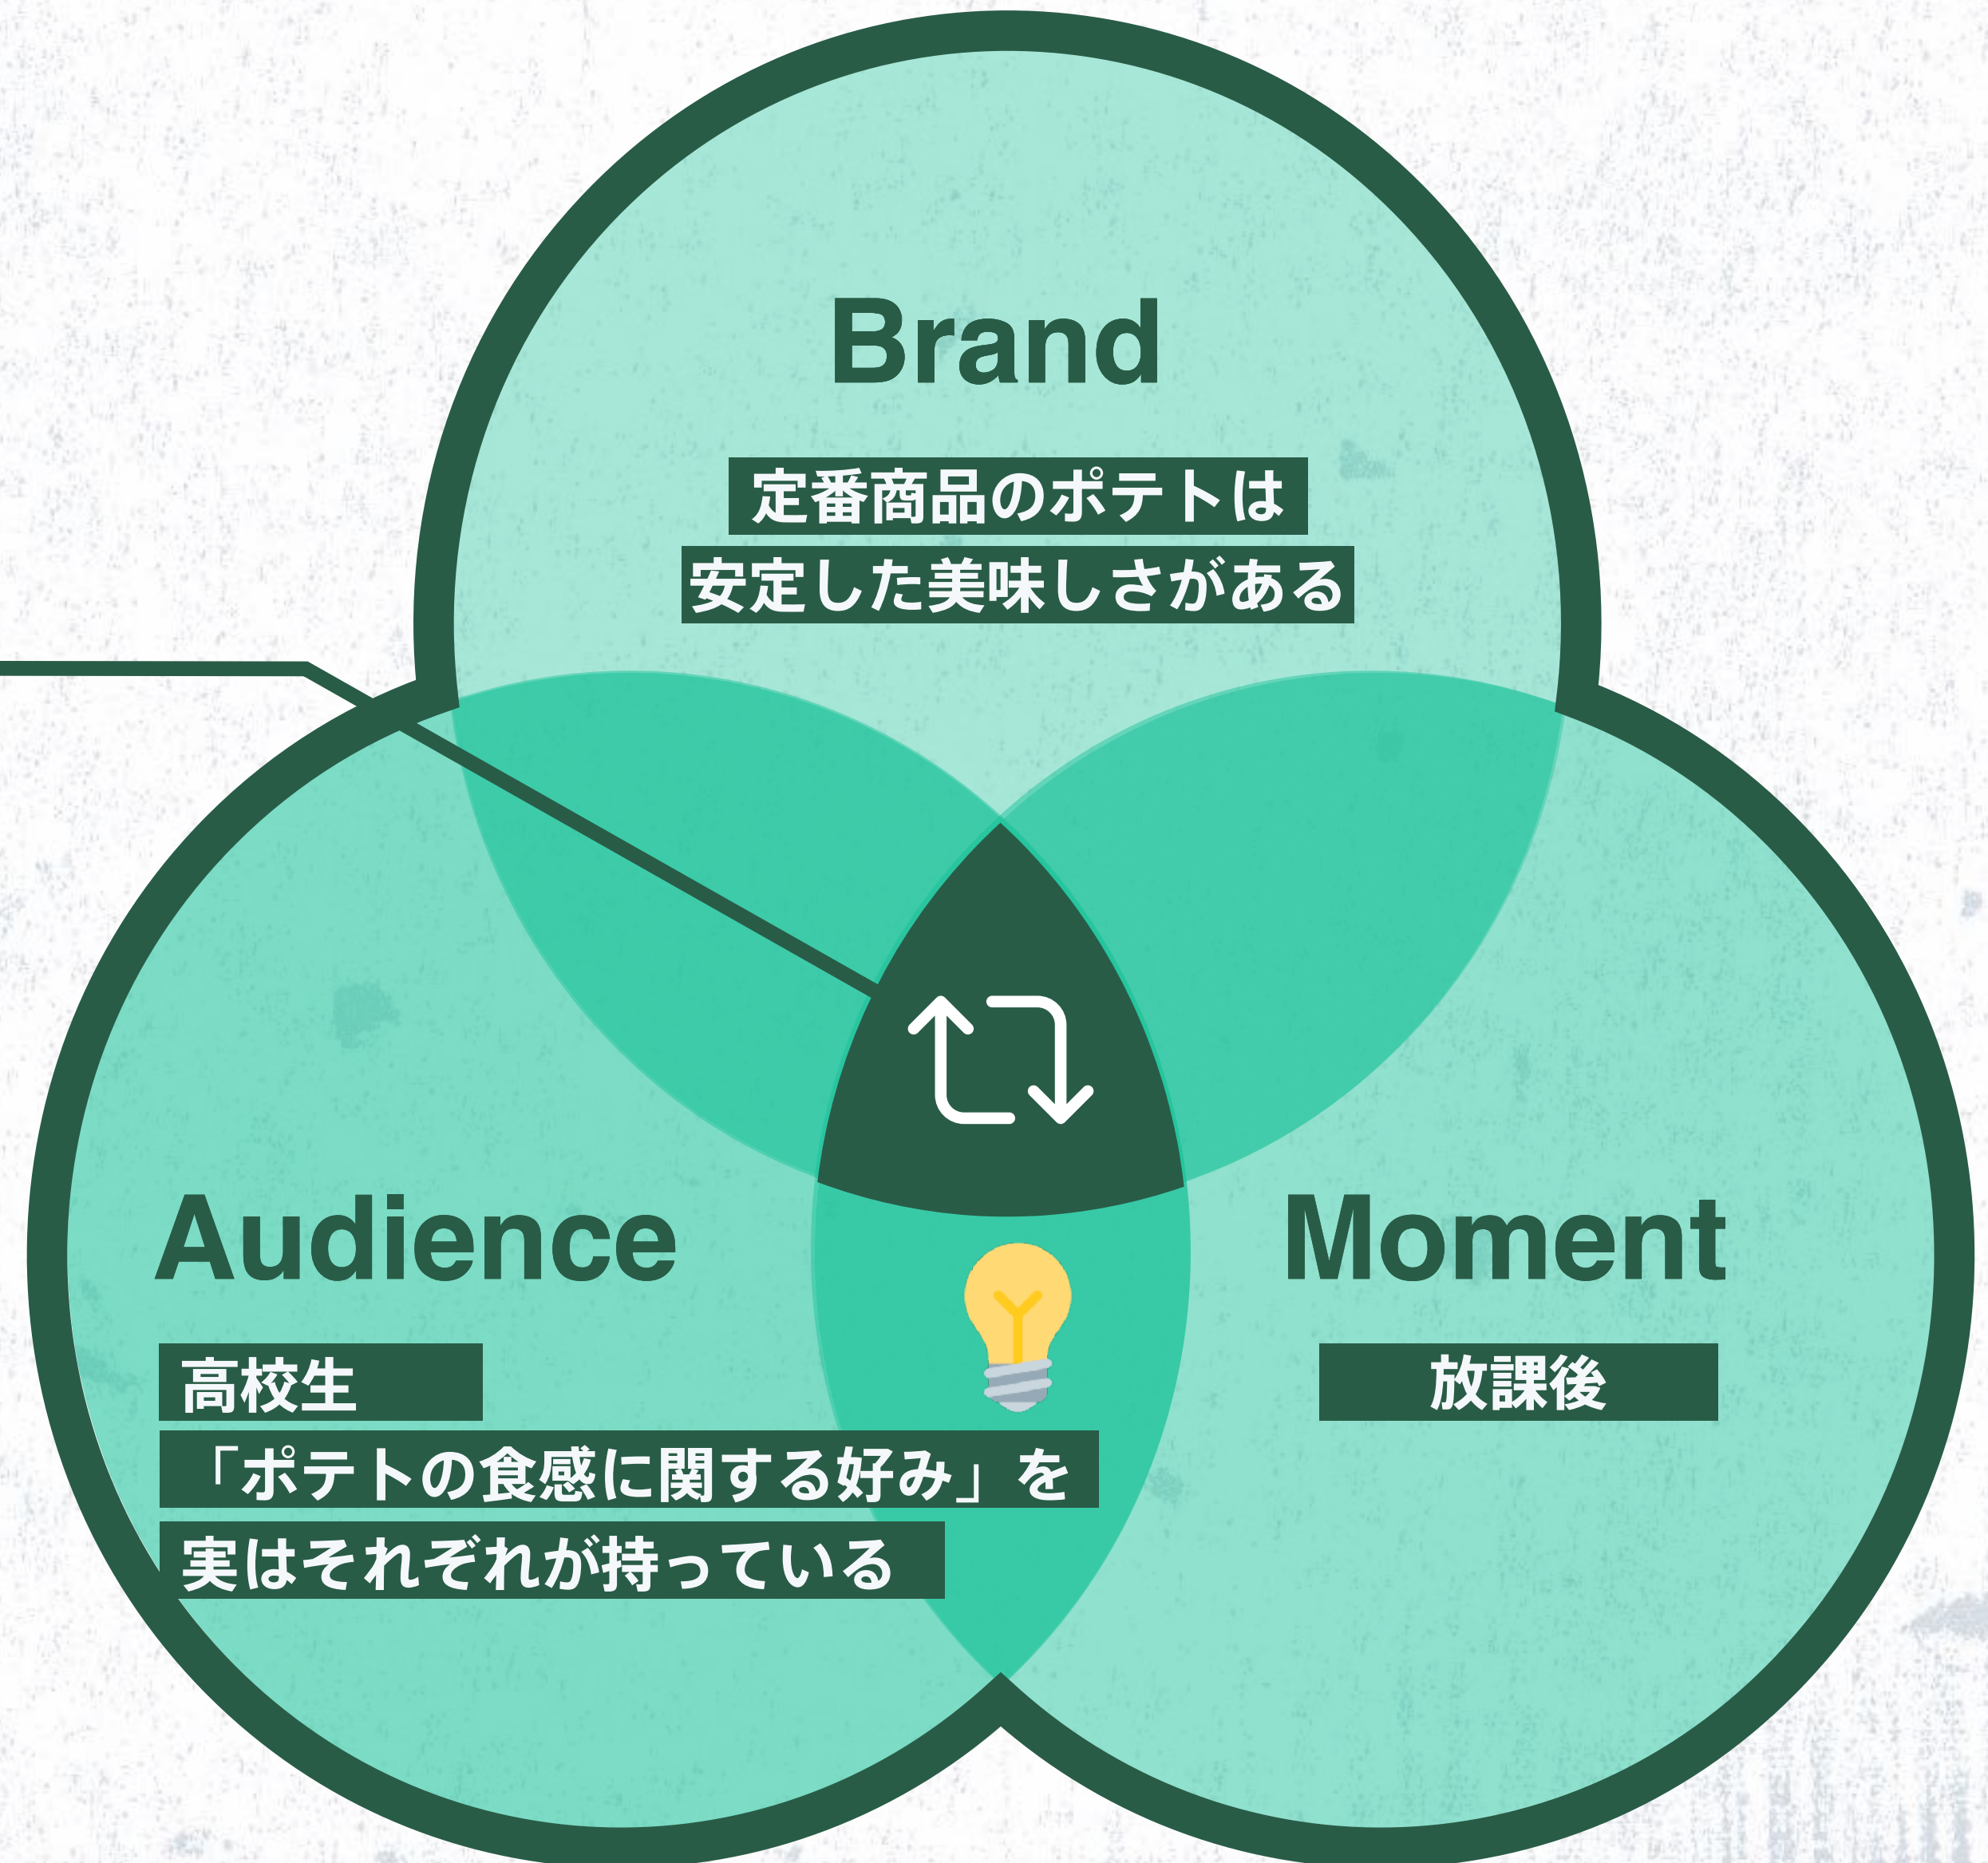 Brand
定番商品のポテトは
安定した美味しさがある
Audience
高校生
「ポテトの食感に関する好み」を
実はそれぞれが持っている
Moment
放課後